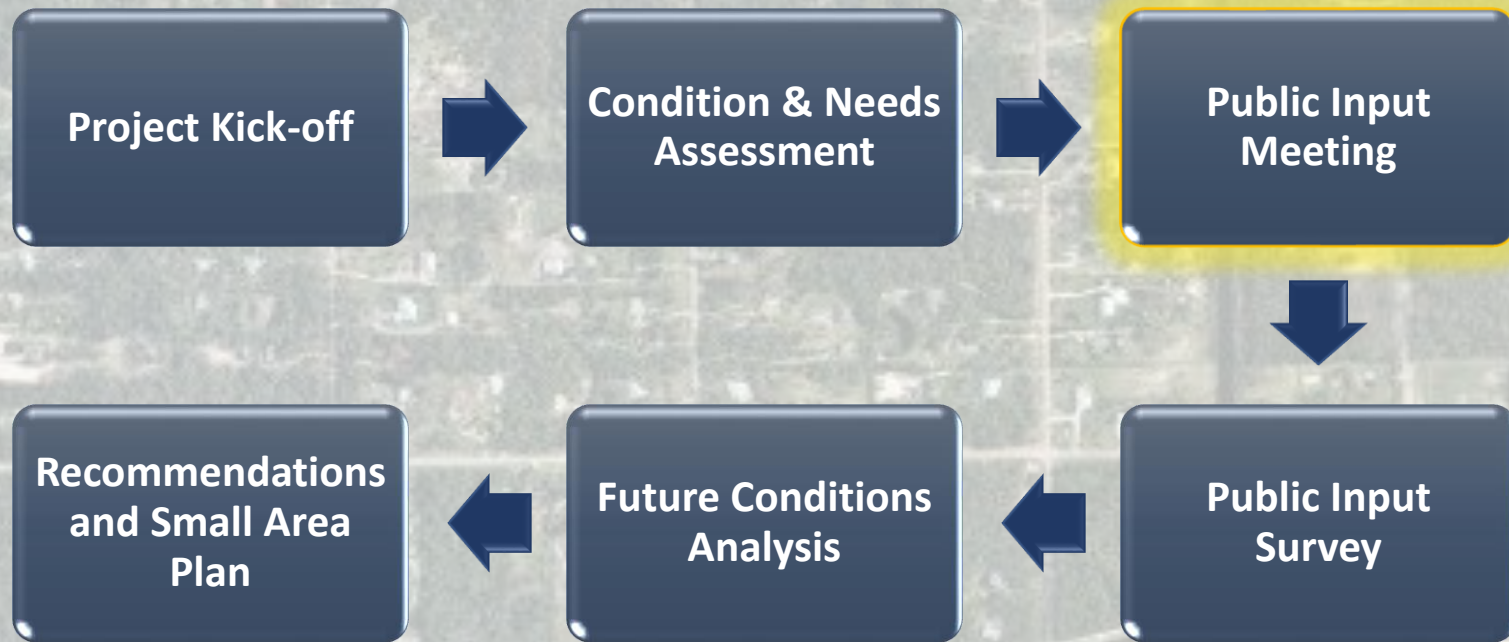 Project Kick-off
Condition & Needs
Assessment
Public Input
Meeting
Public Input
Survey
Future Conditions
Analysis
Recommendations
and Small Area
Plan